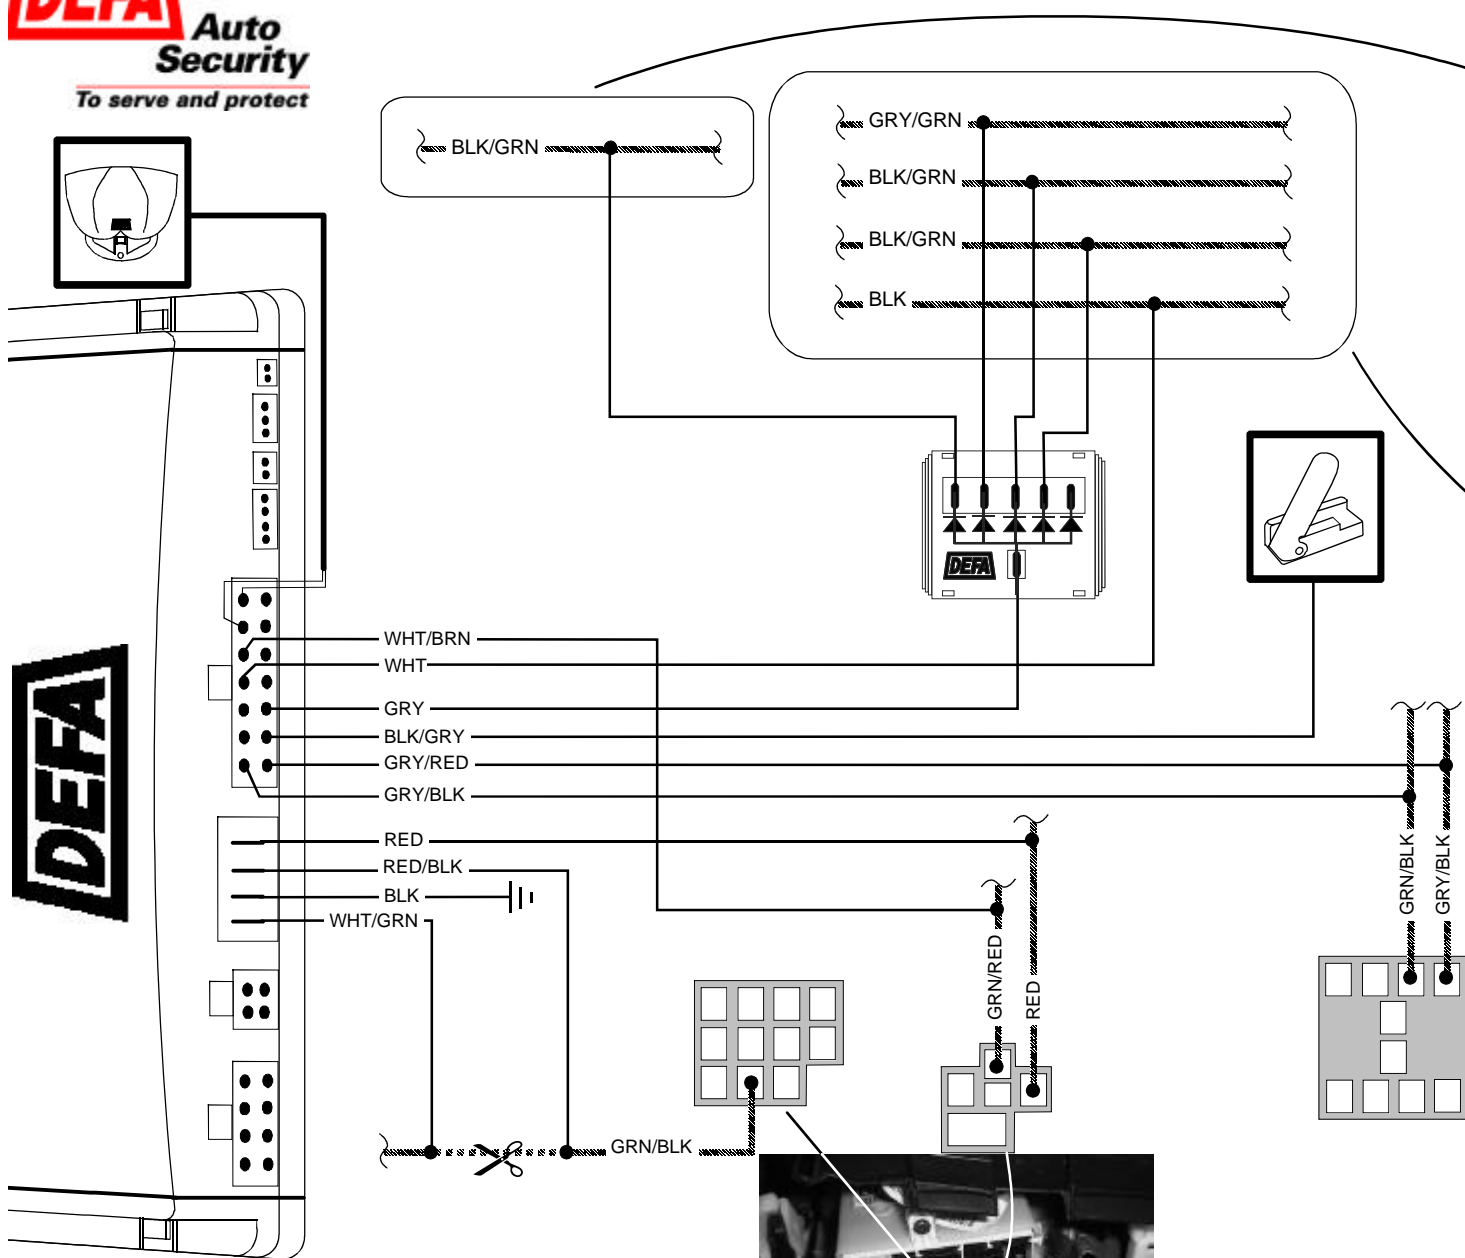 DEFA
Auto
Security
To serve and protect
BLK/GRN
GRY/GRN
BLK/GRN
BLK/GRN
BLK
DEFA
WHT/BRN
WHT
GRY
BLK/GRY
GRY/RED
GRY/BLK
RED
RED/BLK
BLK
WHT/GRN
DEFA
GRN/BLK
GRY/BLK
GRN/RED
RED
GRN/BLK